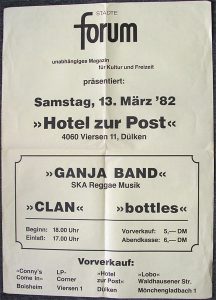 STÄDTE
forum
unabhängiges Magazin
für Kultur und Freizeit
präsentiert:
Samstag, 13. März '82
»Hotel zur Post«
4060 Viersen 11, Dülken
»GANJA BAND«
SKA Reggae Musik
»CLAN« »bottles«
Beginn: 18.00 Uhr Vorverkauf: 5,— DM
Einlaß: 17.00 Uhr Abendkasse: 6,— DM
Vorverkauf:
»Conny's LP- »Hotel »Lobo«
Come In« Corner zur Post« Waldhausener Str.
Boisheim Viersen 1 Dülken Mönchengladbach 1